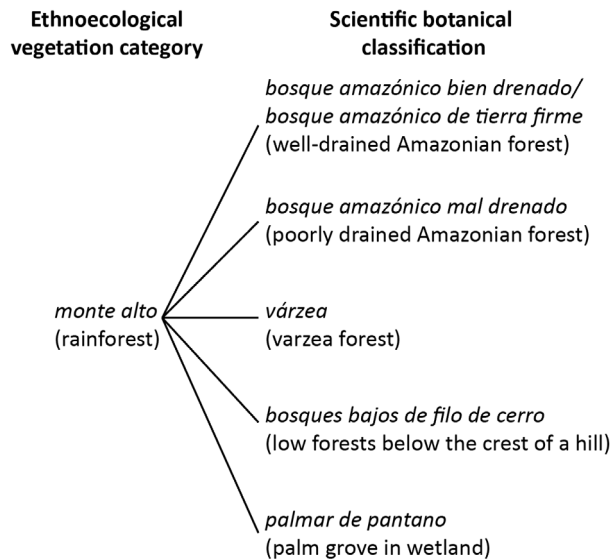 Ethnoecological
vegetation category
Scientific botanical
classification
bosque amazónico bien drenado/
bosque amazónico de tierra firme
(well-drained Amazonian forest)
bosque amazónico mal drenado
(poorly drained Amazonian forest)
monte alto
(rainforest)
várzea
(varzea forest)
bosques bajos de filo de cerro
(low forests below the crest of a hill)
palmar de pantano
(palm grove in wetland)